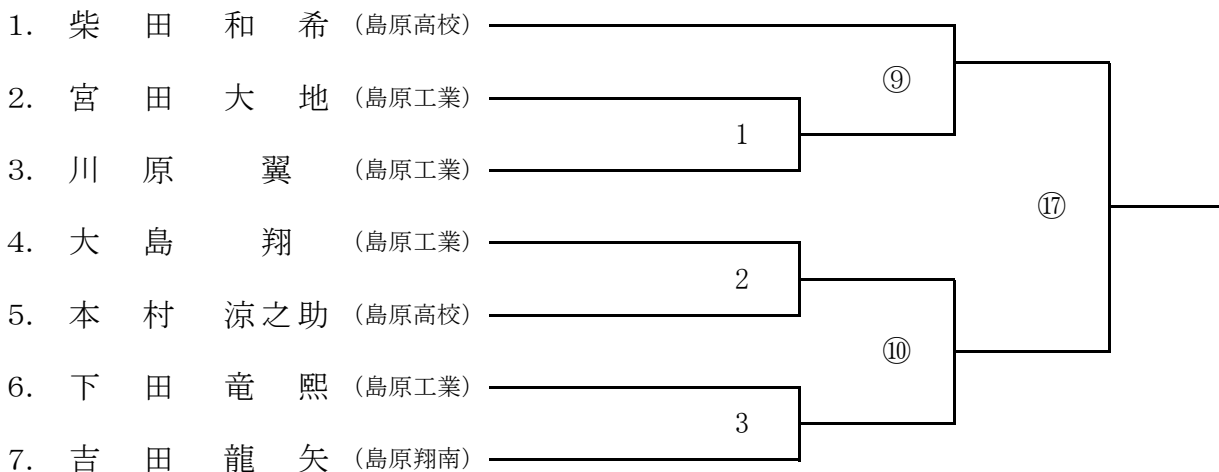 1. 柴田和希 (島原高校)
⑨
2. 宮田大地 (島原工業)
1
3. 川原翼 (島原工業)
⑰
4. 大島翔 (島原工業)
2
5. 本村涼之助 (島原高校)
⑩
6. 下田竜熙 (島原工業)
3
7. 吉田龍矢 (島原翔南)